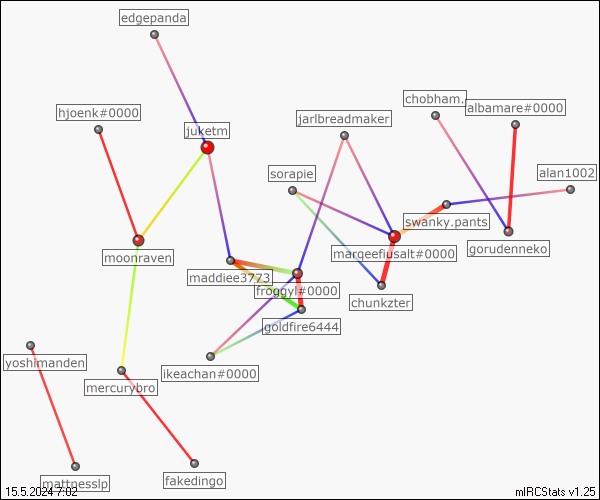 edgepanda
hjoenk#0000
juketm
jarlbreadmaker
chobham.
albamare#0000
sorapie
alan1002
swanky.pants
moonraven
marqeefiusalt#0000
gorudenneko
maddiee3773
froggyl#0000
chunkzter
goldfire6444
yoshimanden
ikeachan#0000
mercurybro
mattpesslp
fakedingo
15.5.2024 7:02
mIRCStats v1.25